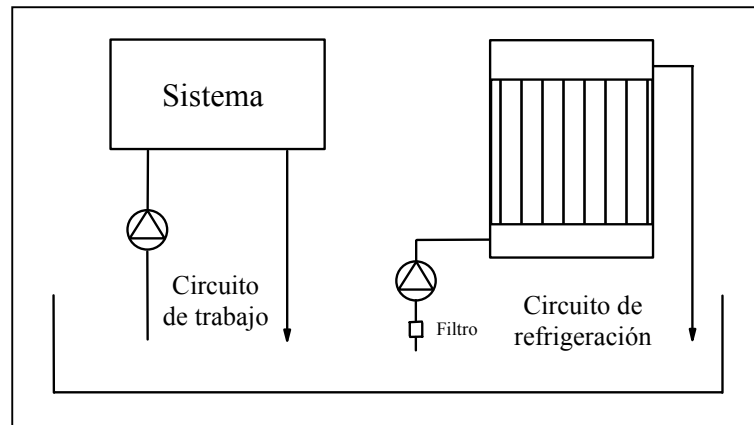 Sistema
Circuito
de trabajo
Filtro
Circuito de
refrigeración